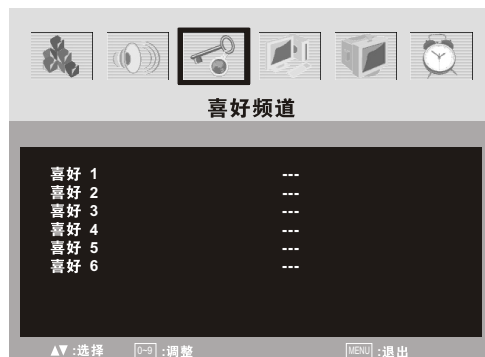 喜好频道
喜好 1 ---
喜好 2 ---
喜好 3 ---
喜好 4 ---
喜好 5 ---
喜好 6 ---
▲▼ :选择 0~9 :调整 MENU :退出